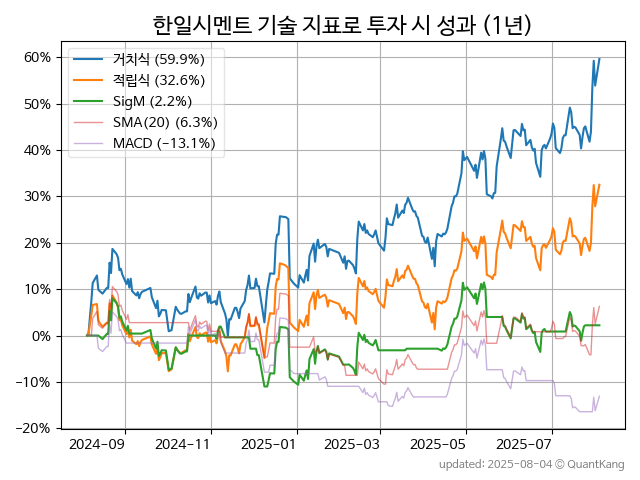 한일시멘트 기술 지표로 투자 시 성과 (1년)
60%
50%
40%
30%
20%
10%
0%
−10%
−20%
거치식 (59.9%)
적립식 (32.6%)
SigM (2.2%)
SMA(20) (6.3%)
MACD (−13.1%)
2024-09
2024-11
2025-01
2025-03
2025-05
2025-07
updated: 2025-08-04 © QuantKang